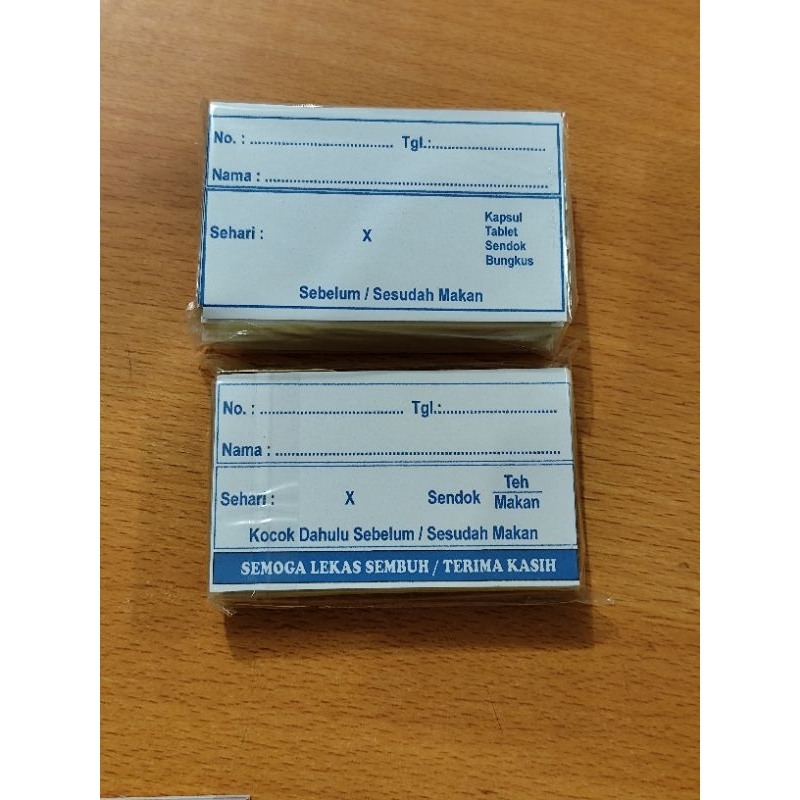 No. : ........................................ Tgl.:................................
Nama : ................................................................................
Kapsul
Tablet
Sehari : X
Sendok
Bungkus
Sebelum / Sesudah Makan
No. : ........................................ Tgl.:................................
Nama : ................................................................................
Teh
Sehari : X Sendok
Makan
Kocok Dahulu Sebelum / Sesudah Makan
SEMOGA LEKAS SEMBUH / TERIMA KASIH